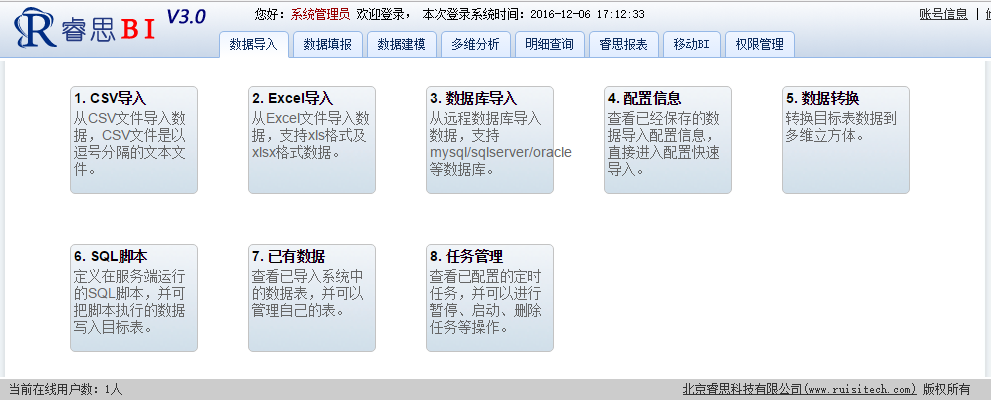 睿思BI V3.0
您好：系统管理员 欢迎登录， 本次登录系统时间：2016-12-06 17:12:33
账号信息 |
数据导入 数据填报 数据建模 多维分析 明细查询 睿思报表 移动BI 权限管理
1. CSV导入
从CSV文件导入数
据，CSV文件是以
逗号分隔的文本文
件。
2. Excel导入
从Excel文件导入数
据，支持xls格式及
xlsx格式数据。
3. 数据库导入
从远程数据库导入
数据，支持
mysql/sqlserver/oracle
等数据库。
4. 配置信息
查看已经保存的数
据导入配置信息，
直接进入配置快速
导入。
5. 数据转换
转换目标表数据到
多维立方体。
6. SQL脚本
定义在服务端运行
的SQL脚本，并可
把脚本执行的数据
写入目标表。
7. 已有数据
查看已导入系统中
的数据表，并可以
管理自己的表。
8. 任务管理
查看已配置的定时
任务，并可以进行
暂停、启动、删除
任务等操作。
当前在线用户数：1人
北京睿思科技有限公司(www.ruisitech.com) 版权所有